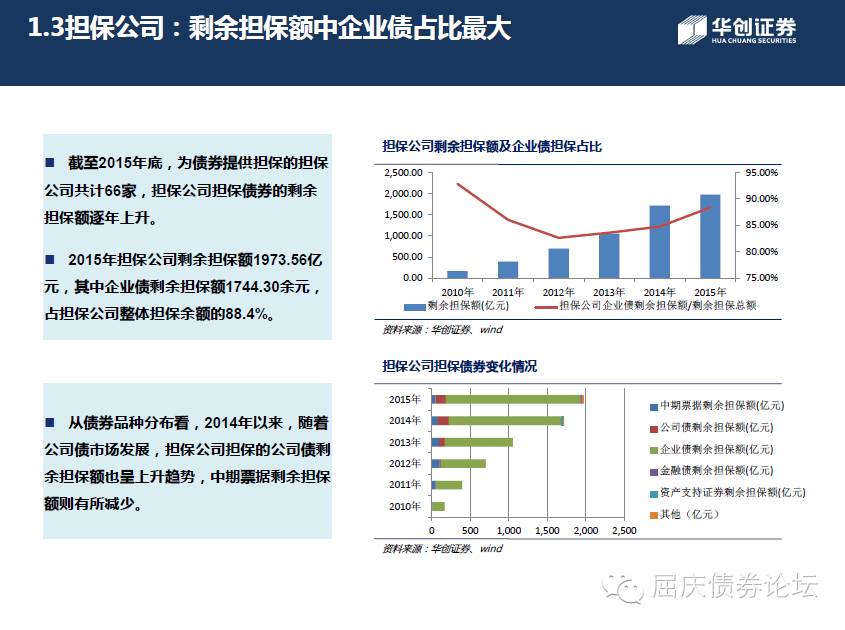 1.3担保公司：剩余担保额中企业债占比最大
华创证券
HUA CHUANG SECURITIES
■ 截至2015年底，为债券提供担保的担保
公司共计66家，担保公司担保债券的剩余
担保额逐年上升。
■ 2015年担保公司剩余担保额1973.56亿
元，其中企业债剩余担保额1744.30余元，
占担保公司整体担保余额的88.4%。
■ 从债券品种分布看，2014年以来，随着
公司债市场发展，担保公司担保的公司债剩
余担保额也呈上升趋势，中期票据剩余担保
额则有所减少。
担保公司剩余担保额及企业债担保占比
2,500.00
2,000.00
1,500.00
1,000.00
500.00
0.00
95.00%
90.00%
85.00%
80.00%
75.00%
2010年 2011年 2012年 2013年 2014年 2015年
剩余担保额(亿元) 担保公司企业债剩余担保额/剩余担保总额
资料来源：华创证券、wind
担保公司担保债券变化情况
2015年
2014年
2013年
2012年
2011年
2010年
0 500 1,000 1,500 2,000 2,500
中期票据剩余担保额(亿元)
公司债剩余担保额(亿元)
企业债剩余担保额(亿元)
金融债剩余担保额(亿元)
资产支持证券剩余担保额(亿元)
其他（亿元）
资料来源：华创证券、wind
屈庆债券论坛